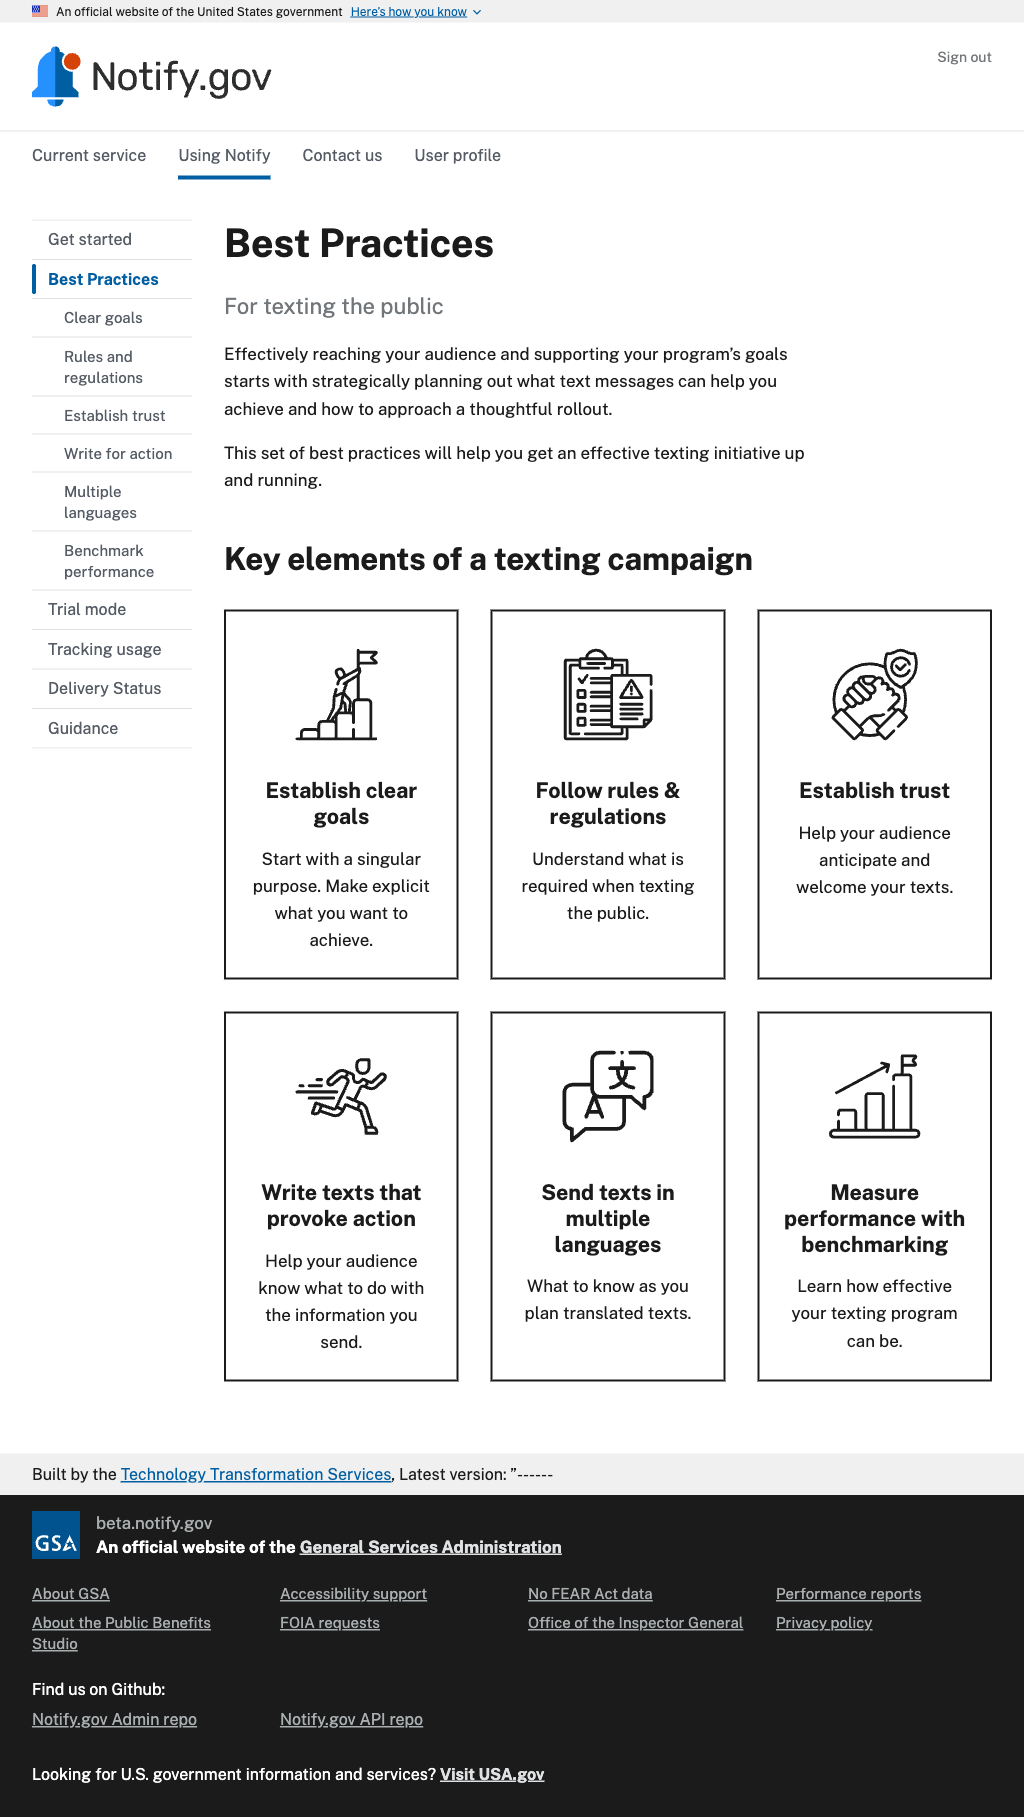 An official website of the United States government Here's how you know
Notify.gov
Sign out
Current service Using Notify Contact us User profile
Get started
Best Practices
Clear goals
Rules and
regulations
Establish trust
Write for action
Multiple
languages
Benchmark
performance
Trial mode
Tracking usage
Delivery Status
Guidance
Best Practices
For texting the public
Effectively reaching your audience and supporting your program’s goals
starts with strategically planning out what text messages can help you
achieve and how to approach a thoughtful rollout.
This set of best practices will help you get an effective texting initiative up
and running.
Key elements of a texting campaign
Establish clear
goals
Start with a singular
purpose. Make explicit
what you want to
achieve.
Follow rules &
regulations
Understand what is
required when texting
the public.
Establish trust
Help your audience
anticipate and
welcome your texts.
Write texts that
provoke action
Help your audience
know what to do with
the information you
send.
文
A
Send texts in
multiple
languages
What to know as you
plan translated texts.
Measure
performance with
benchmarking
Learn how effective
your texting program
can be.
Built by the Technology Transformation Services, Latest version: ”------
GSA
beta.notify.gov
An official website of the General Services Administration
About GSA
About the Public Benefits
Studio
Accessibility support
FOIA requests
No FEAR Act data
Office of the Inspector General
Performance reports
Privacy policy
Find us on Github:
Notify.gov Admin repo Notify.gov API repo
Looking for U.S. government information and services? Visit USA.gov